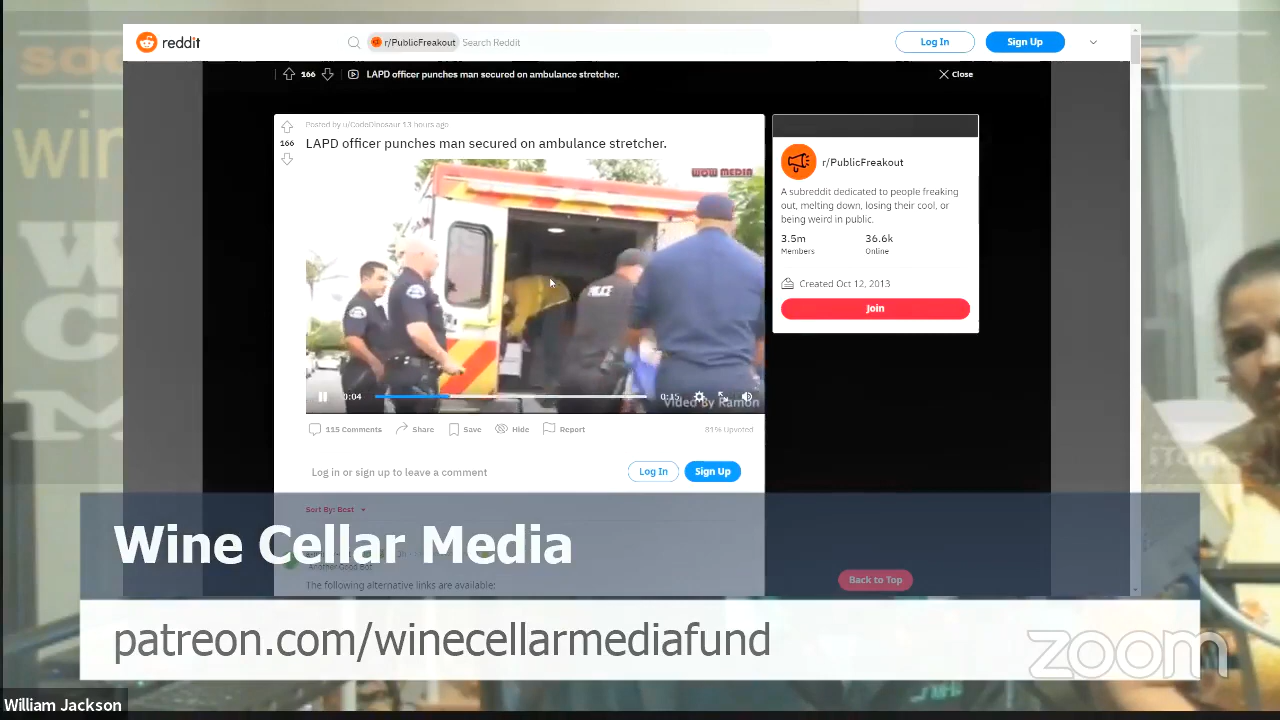 reddit
r/PublicFreakout
Search Reddit
Log In
Sign Up
166
LAPD officer punches man secured on ambulance stretcher.
Close
Posted by u/CodeDinosaur 13 hours ago
166
LAPD officer punches man secured on ambulance stretcher.
WOW MEDIA
POLICE
0:04
0:15
Video By Ramon
115 Comments
Share
Save
Hide
Report
81% Upvoted
Log in or sign up to leave a comment
Log In
Sign Up
Sort By: Best
r/PublicFreakout
A subreddit dedicated to people freaking
out, melting down, losing their cool, or
being weird in public.
3.5m
36.6k
Members
Online
Created Oct 12, 2013
Join
Another Good Bot
The following alternative links are available:
Back to Top
Wine Cellar Media
patreon.com/winecellarmediafund
zoom
William Jackson
iTunes